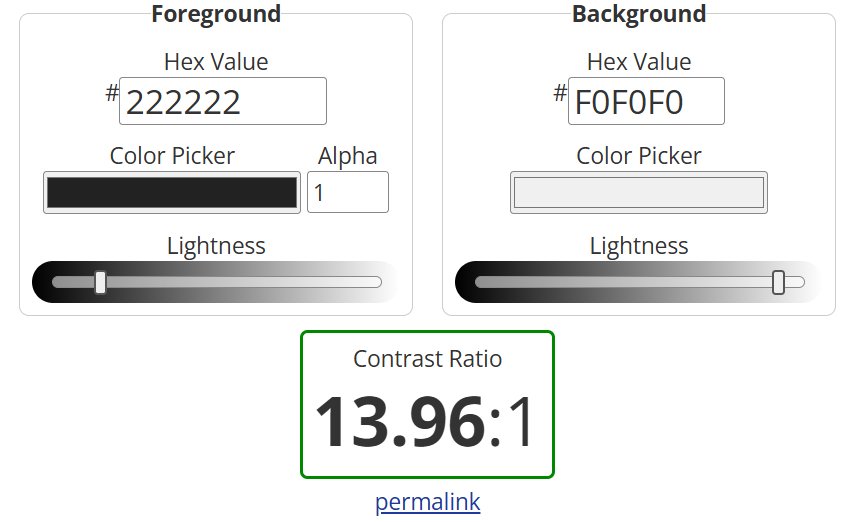 Foreground
Hex Value
#222222
Color Picker Alpha
1
Lightness
Background
Hex Value
#F0F0F0
Color Picker
Lightness
Contrast Ratio
13.96:1
permalink